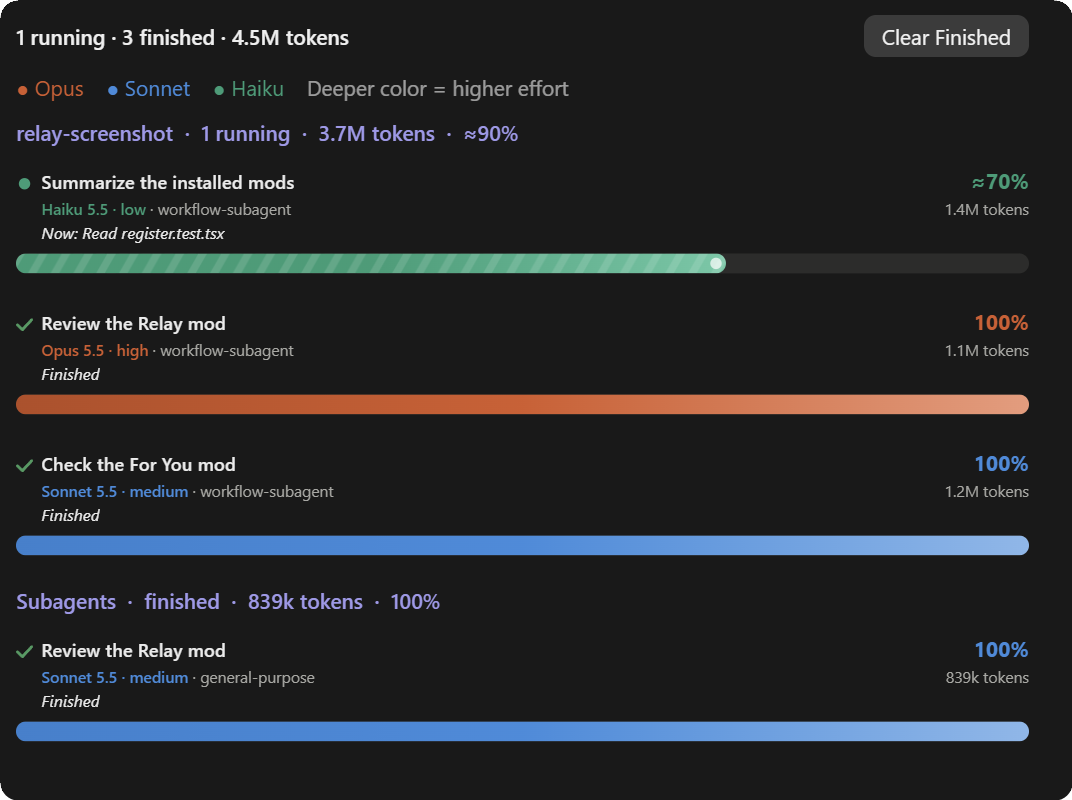 1 running · 3 finished · 4.5M tokens
Clear Finished
Opus Sonnet Haiku Deeper color = higher effort
relay-screenshot · 1 running · 3.7M tokens · ≈90%
Summarize the installed mods ≈70%
Haiku 5.5 · low · workflow-subagent 1.4M tokens
Now: Read register.test.tsx
Review the Relay mod 100%
Opus 5.5 · high · workflow-subagent 1.1M tokens
Finished
Check the For You mod 100%
Sonnet 5.5 · medium · workflow-subagent 1.2M tokens
Finished
Subagents · finished · 839k tokens · 100%
Review the Relay mod 100%
Sonnet 5.5 · medium · general-purpose 839k tokens
Finished